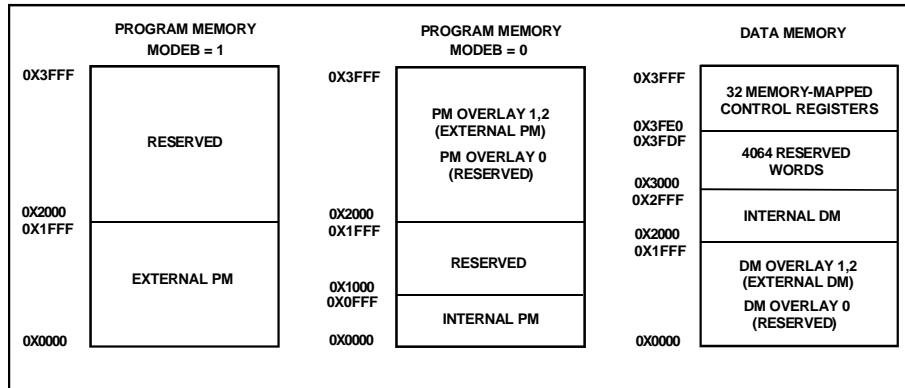 PROGRAM MEMORY
MODEB = 1
0X3FFF
RESERVED
0X2000
0X1FFF
EXTERNAL PM
0X0000
PROGRAM MEMORY
MODEB = 0
0X3FFF
PM OVERLAY 1,2
(EXTERNAL PM)
PM OVERLAY 0
(RESERVED)
0X2000
0X1FFF
RESERVED
0X1000
0X0FFF
INTERNAL PM
0X0000
DATA MEMORY
0X3FFF
32 MEMORY-MAPPED
CONTROL REGISTERS
0X3FE0
0X3FDF
4064 RESERVED
WORDS
0X3000
0X2FFF
INTERNAL DM
0X2000
0X1FFF
DM OVERLAY 1,2
(EXTERNAL DM)
DM OVERLAY 0
(RESERVED)
0X0000